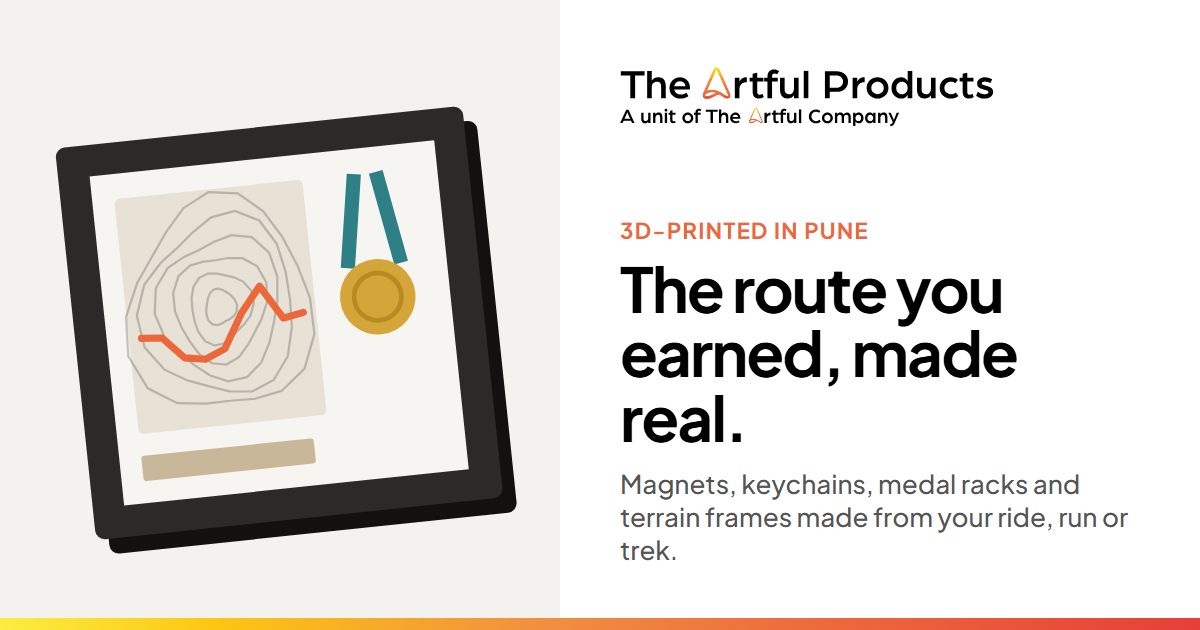 The Artful Products
A unit of The Artful Company
3D-PRINTED IN PUNE
The route you
earned, made
real.
Magnets, keychains, medal racks and
terrain frames made from your ride, run or
trek.